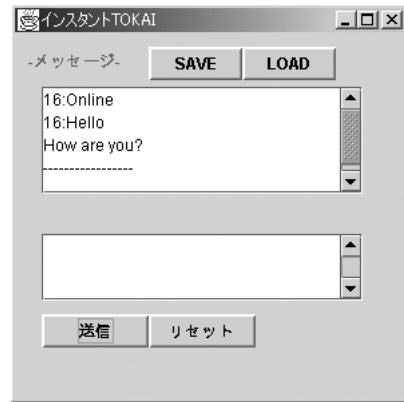 インスタントTOKAI
-メッセージ- SAVE LOAD
16:Online
16:Hello
How are you?
-----------------
送信 リセット